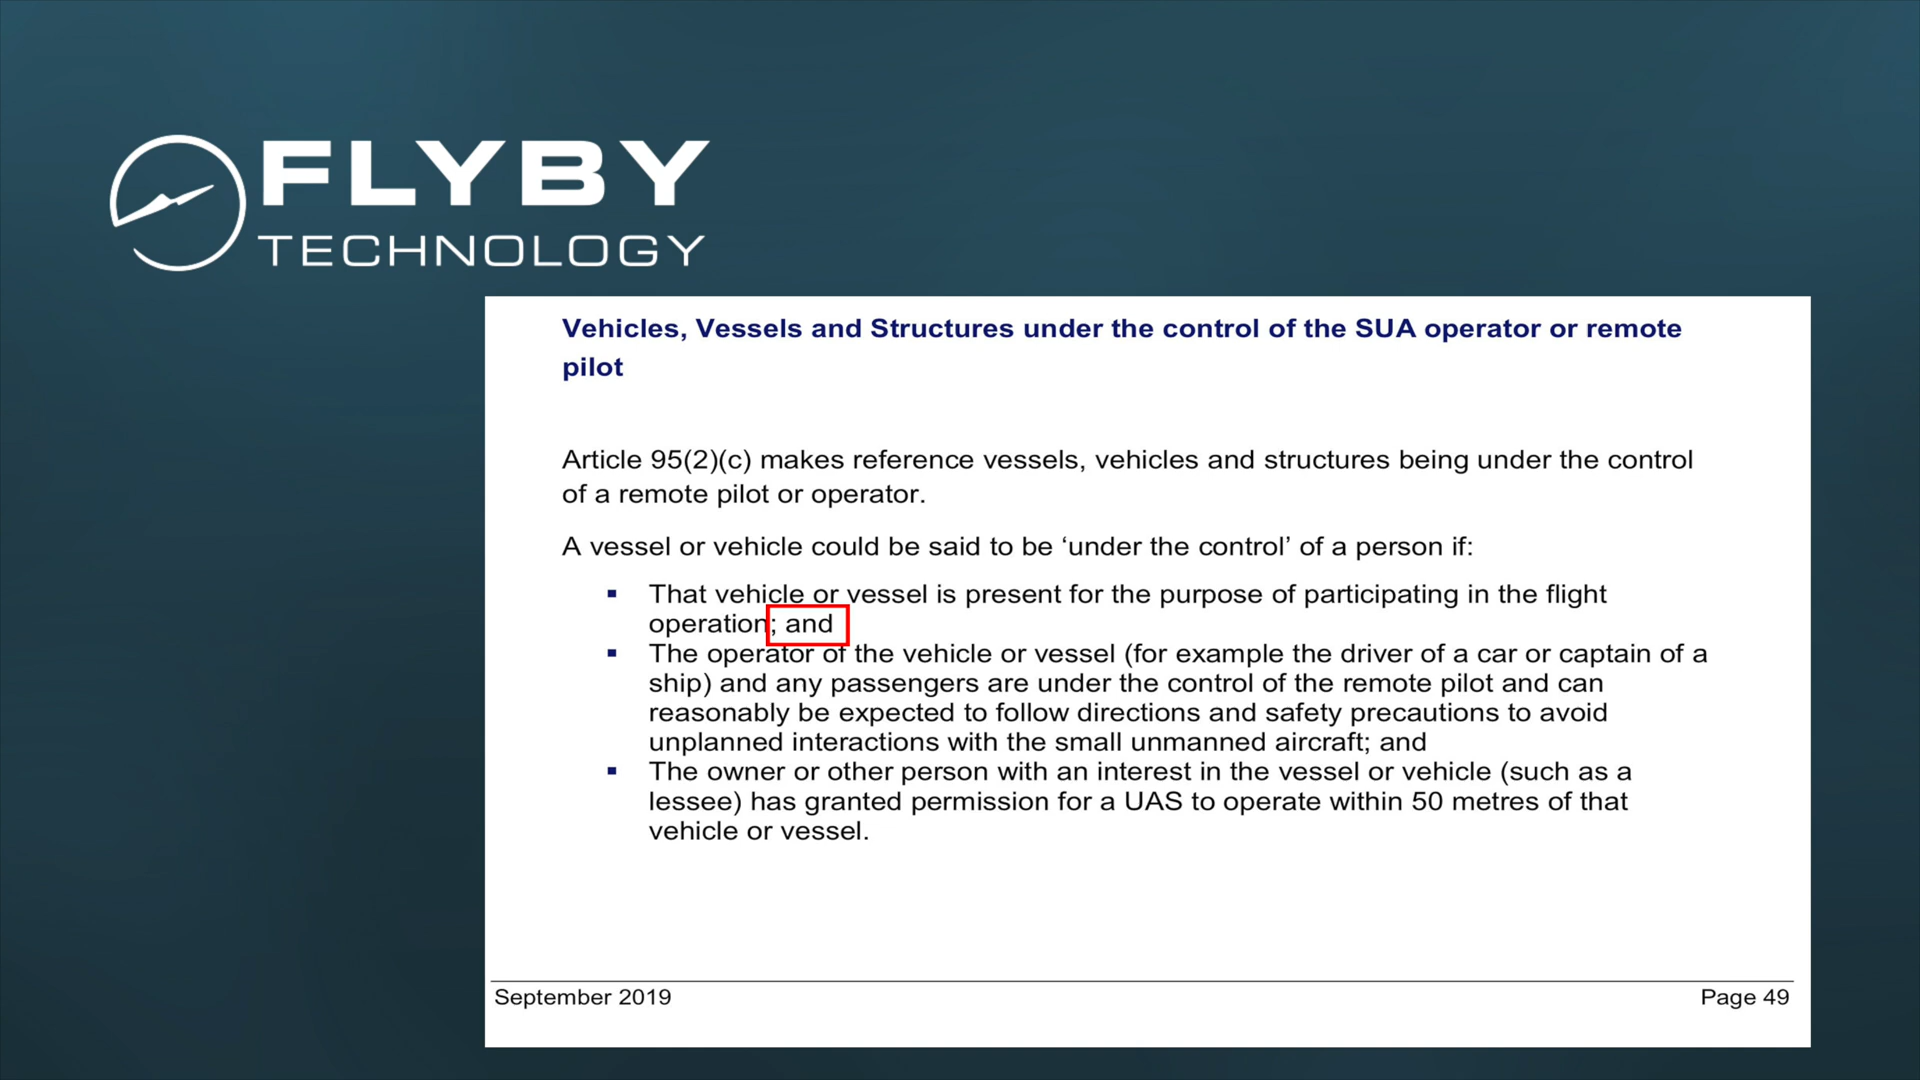 FLYBY
TECHNOLOGY
Vehicles, Vessels and Structures under the control of the SUA operator or remote
pilot
Article 95(2)(c) makes reference vessels, vehicles and structures being under the control
of a remote pilot or operator.
A vessel or vehicle could be said to be ‘under the control’ of a person if:
▪ That vehicle or vessel is present for the purpose of participating in the flight
operation; and
▪ The operator of the vehicle or vessel (for example the driver of a car or captain of a
ship) and any passengers are under the control of the remote pilot and can
reasonably be expected to follow directions and safety precautions to avoid
unplanned interactions with the small unmanned aircraft; and
▪ The owner or other person with an interest in the vessel or vehicle (such as a
lessee) has granted permission for a UAS to operate within 50 metres of that
vehicle or vessel.
September 2019
Page 49